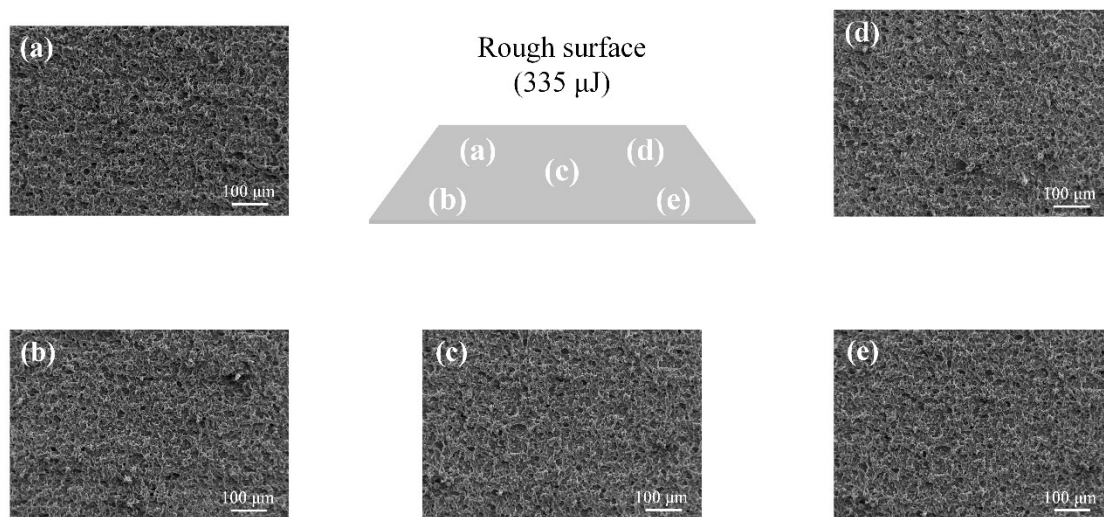 (a)
100 μm
Rough surface
(335 μJ)
(a)
(d)
(c)
(b)
(e)
(d)
100 μm
(b)
100 μm
(c)
100 μm
(e)
100 μm